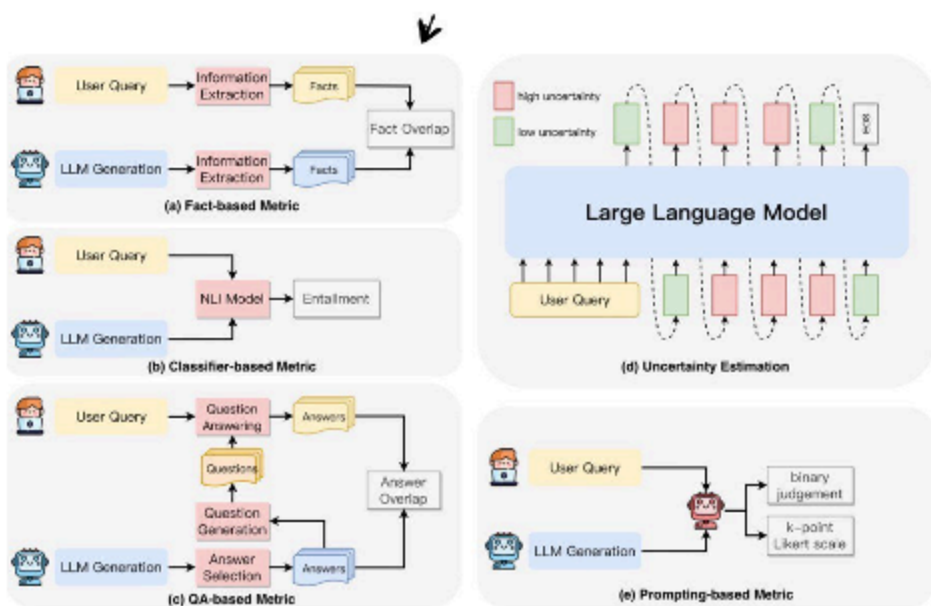 User Query
Information
Extraction
Facts
Fact Overlap
LLM Generation
Information
Extraction
Facts
(a) Fact-based Metric
User Query
NLI Model
Entailment
LLM Generation
(b) Classifier-based Metric
User Query
Question
Answering
Answers
Questions
Answer
Overlap
Question
Generation
LLM Generation
Answer
Selection
Answers
(c) QA-based Metric
high uncertainty
low uncertainty
EOS
Large Language Model
User Query
(d) Uncertainty Estimation
User Query
binary
judgement
LLM Generation
k-point
Likert scale
(e) Prompting-based Metric